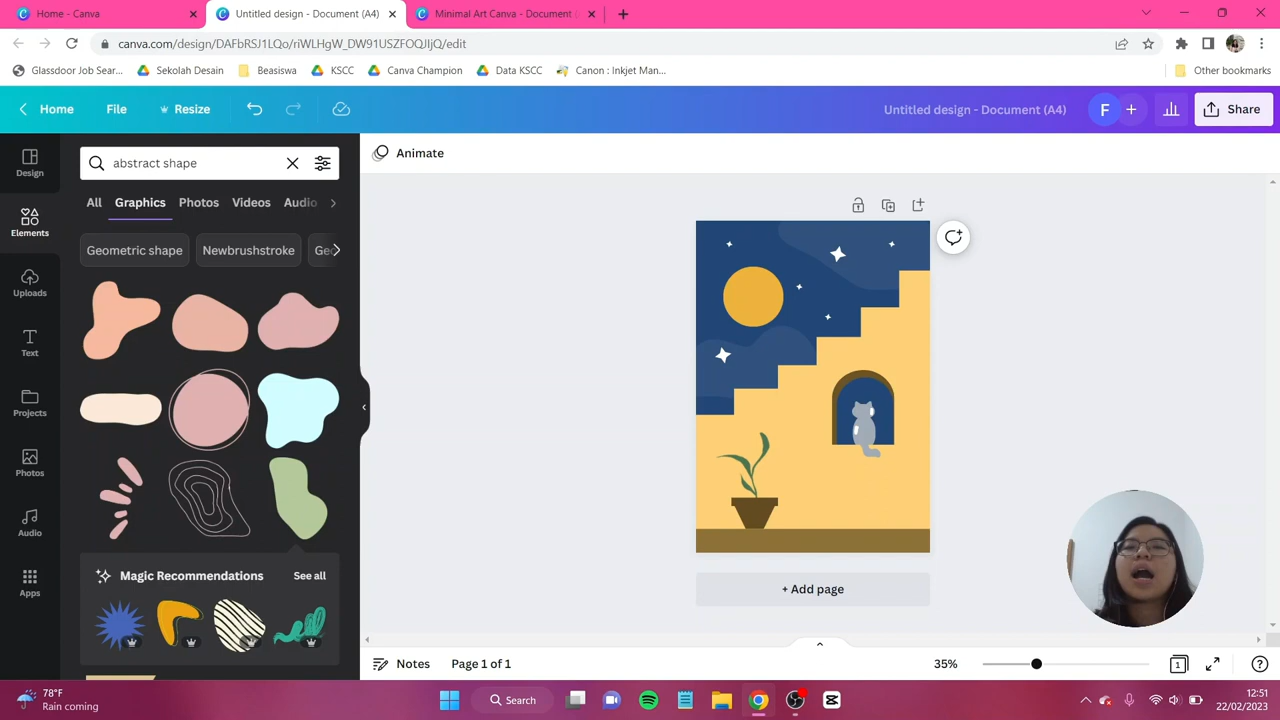 Home - Canva
Untitled design - Document (A4)
Minimal Art Canva - Document (
canva.com/design/DAFbRSJ1LQo/riWLHgW_DW91USZFOQJIjQ/edit
Glassdoor Job Sear...
Sekolah Desain
Beasiswa
KSCC
Canva Champion
Data KSCC
Canon : Inkjet Man...
Other bookmarks
Home
File
Resize
Untitled design - Document (A4)
F
Share
Design
Elements
Uploads
Text
Projects
Photos
Audio
Apps
abstract shape
All
Graphics
Photos
Videos
Audio
Geometric shape
Newbrushstroke
Geo
Magic Recommendations
See all
Animate
+ Add page
Notes
Page 1 of 1
35%
1
78°F
Rain coming
Search
12:51
22/02/2023